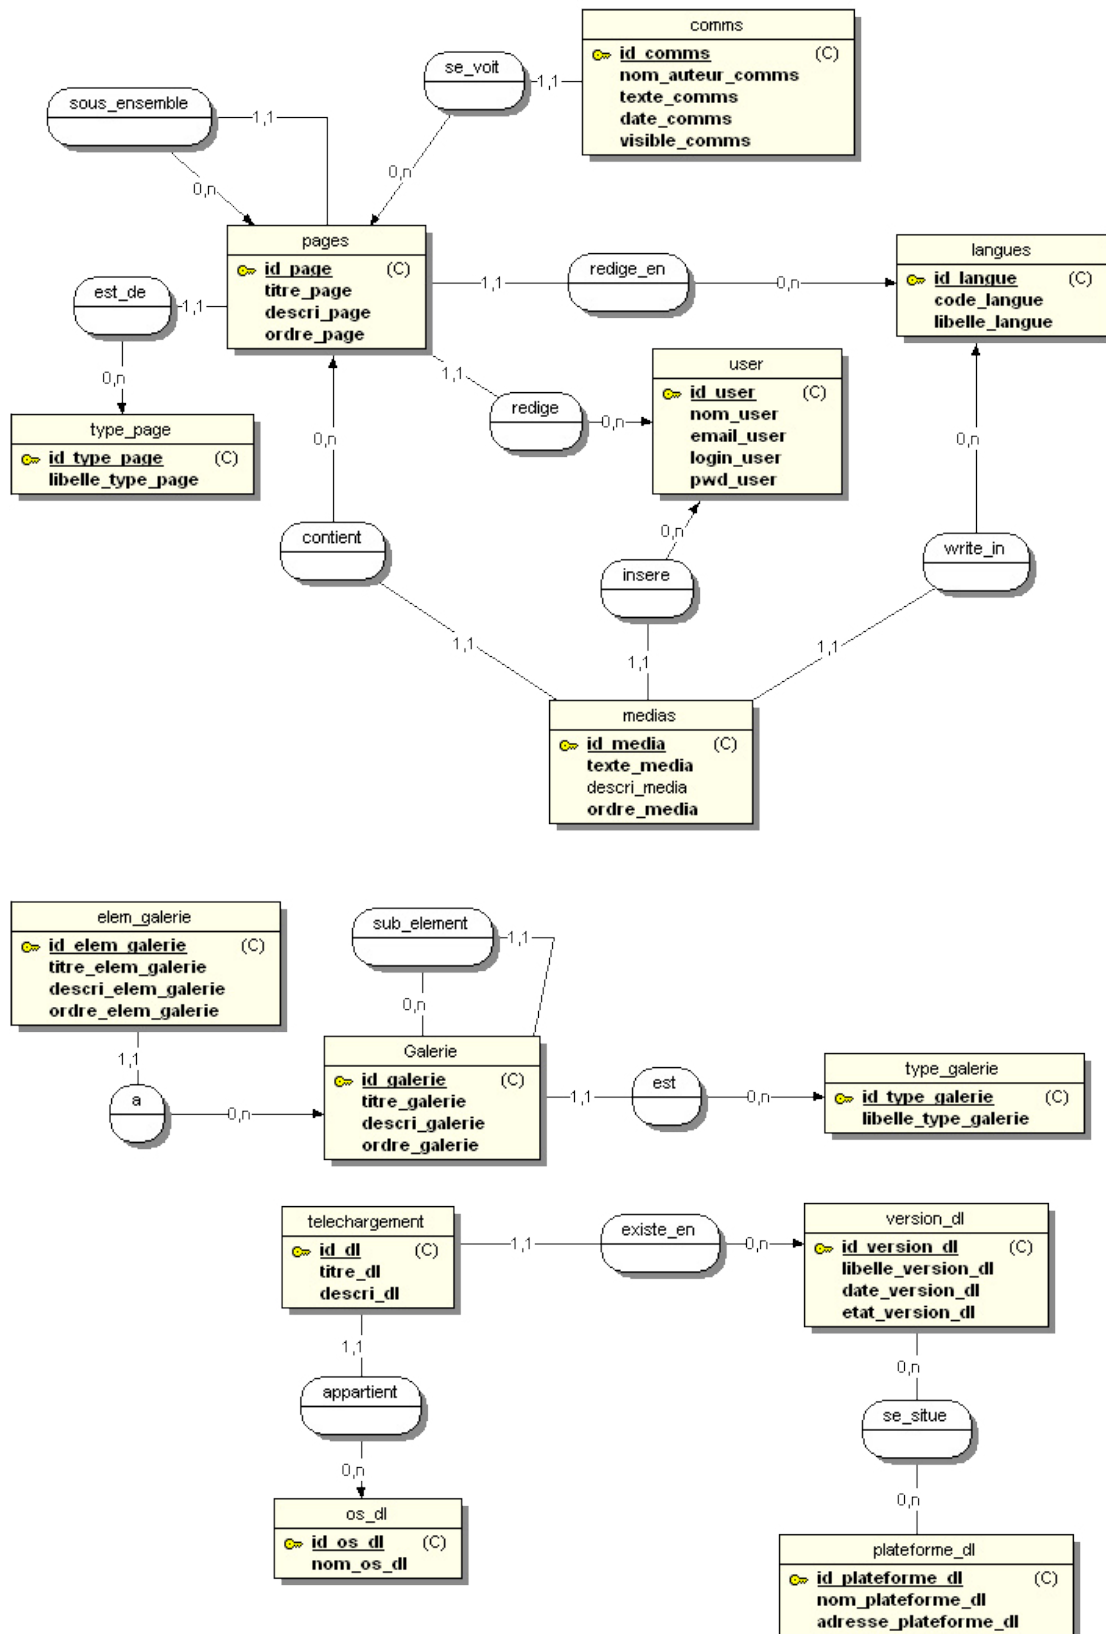 comms
id_comms (C)
nom_auteur_comms
texte_comms
date_comms
visible_comms
se_voit
1,1
0,n
sous_ensemble
1,1
0,n
pages
id_page (C)
titre_page
descri_page
ordre_page
redige_en
1,1
0,n
langues
id_langue (C)
code_langue
libelle_langue
est_de
1,1
0,n
type_page
id_type_page (C)
libelle_type_page
1,1
redige
0,n
user
id_user (C)
nom_user
email_user
login_user
pwd_user
0,n
contient
1,1
0,n
insere
1,1
0,n
write_in
1,1
medias
id_media (C)
texte_media
descri_media
ordre_media
elem_galerie
id_elem_galerie (C)
titre_elem_galerie
descri_elem_galerie
ordre_elem_galerie
sub_element
1,1
0,n
1,1
a
0,n
Galerie
id_galerie (C)
titre_galerie
descri_galerie
ordre_galerie
1,1
est
0,n
type_galerie
id_type_galerie (C)
libelle_type_galerie
telechargement
id_dl (C)
titre_dl
descri_dl
1,1
existe_en
0,n
version_dl
id_version_dl (C)
libelle_version_dl
date_version_dl
etat_version_dl
1,1
appartient
0,n
os_dl
id_os_dl (C)
nom_os_dl
0,n
se_situe
0,n
plateforme_dl
id_plateforme_dl (C)
nom_plateforme_dl
adresse_plateforme_dl